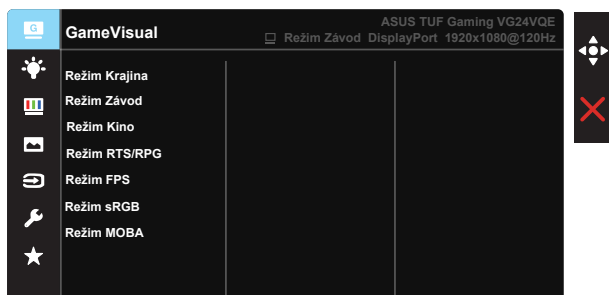 G
GameVisual
ASUS TUF Gaming VG24VQE
Režim Závod DisplayPort 1920x1080@120Hz
Režim Krajina
Režim Závod
Režim Kino
Režim RTS/RPG
Režim FPS
Režim sRGB
Režim MOBA